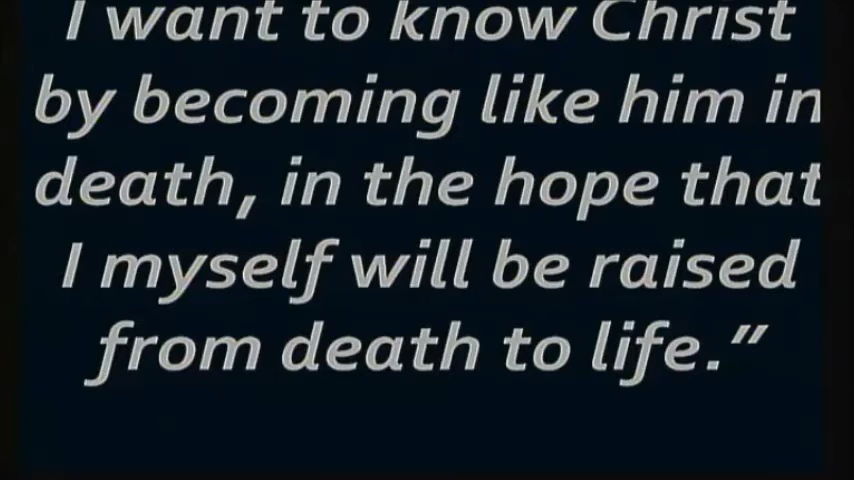 I want to know Christ
by becoming like him in
death, in the hope that
I myself will be raised
from death to life.”